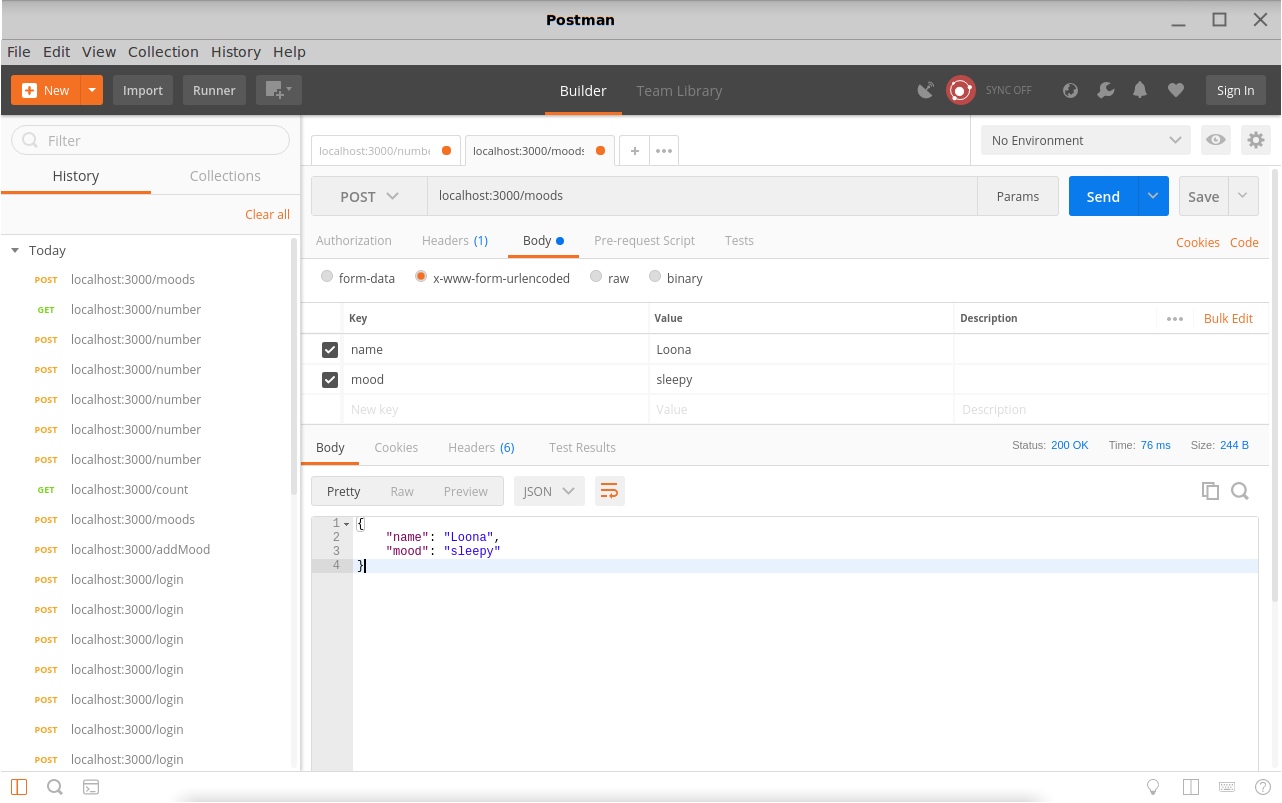 Postman
File Edit View Collection History Help
New Import Runner Builder Team Library SYNC OFF Sign In
Filter
History Collections
Clear all
Today
POST localhost:3000/moods
GET localhost:3000/number
POST localhost:3000/number
POST localhost:3000/number
POST localhost:3000/number
POST localhost:3000/number
POST localhost:3000/number
GET localhost:3000/count
POST localhost:3000/moods
POST localhost:3000/addMood
POST localhost:3000/login
POST localhost:3000/login
POST localhost:3000/login
POST localhost:3000/login
POST localhost:3000/login
POST localhost:3000/login
POST localhost:3000/login
localhost:3000/numbe localhost:3000/moods + No Environment
POST localhost:3000/moods Params Send Save
Authorization Headers (1) Body Pre-request Script Tests Cookies Code
form-data x-www-form-urlencoded raw binary
Key Value Description Bulk Edit
name Loona
mood sleepy
New key Value Description
Body Cookies Headers (6) Test Results Status: 200 OK Time: 76 ms Size: 244 B
Pretty Raw Preview JSON
1 {
2 "name": "Loona",
3 "mood": "sleepy"
4 }